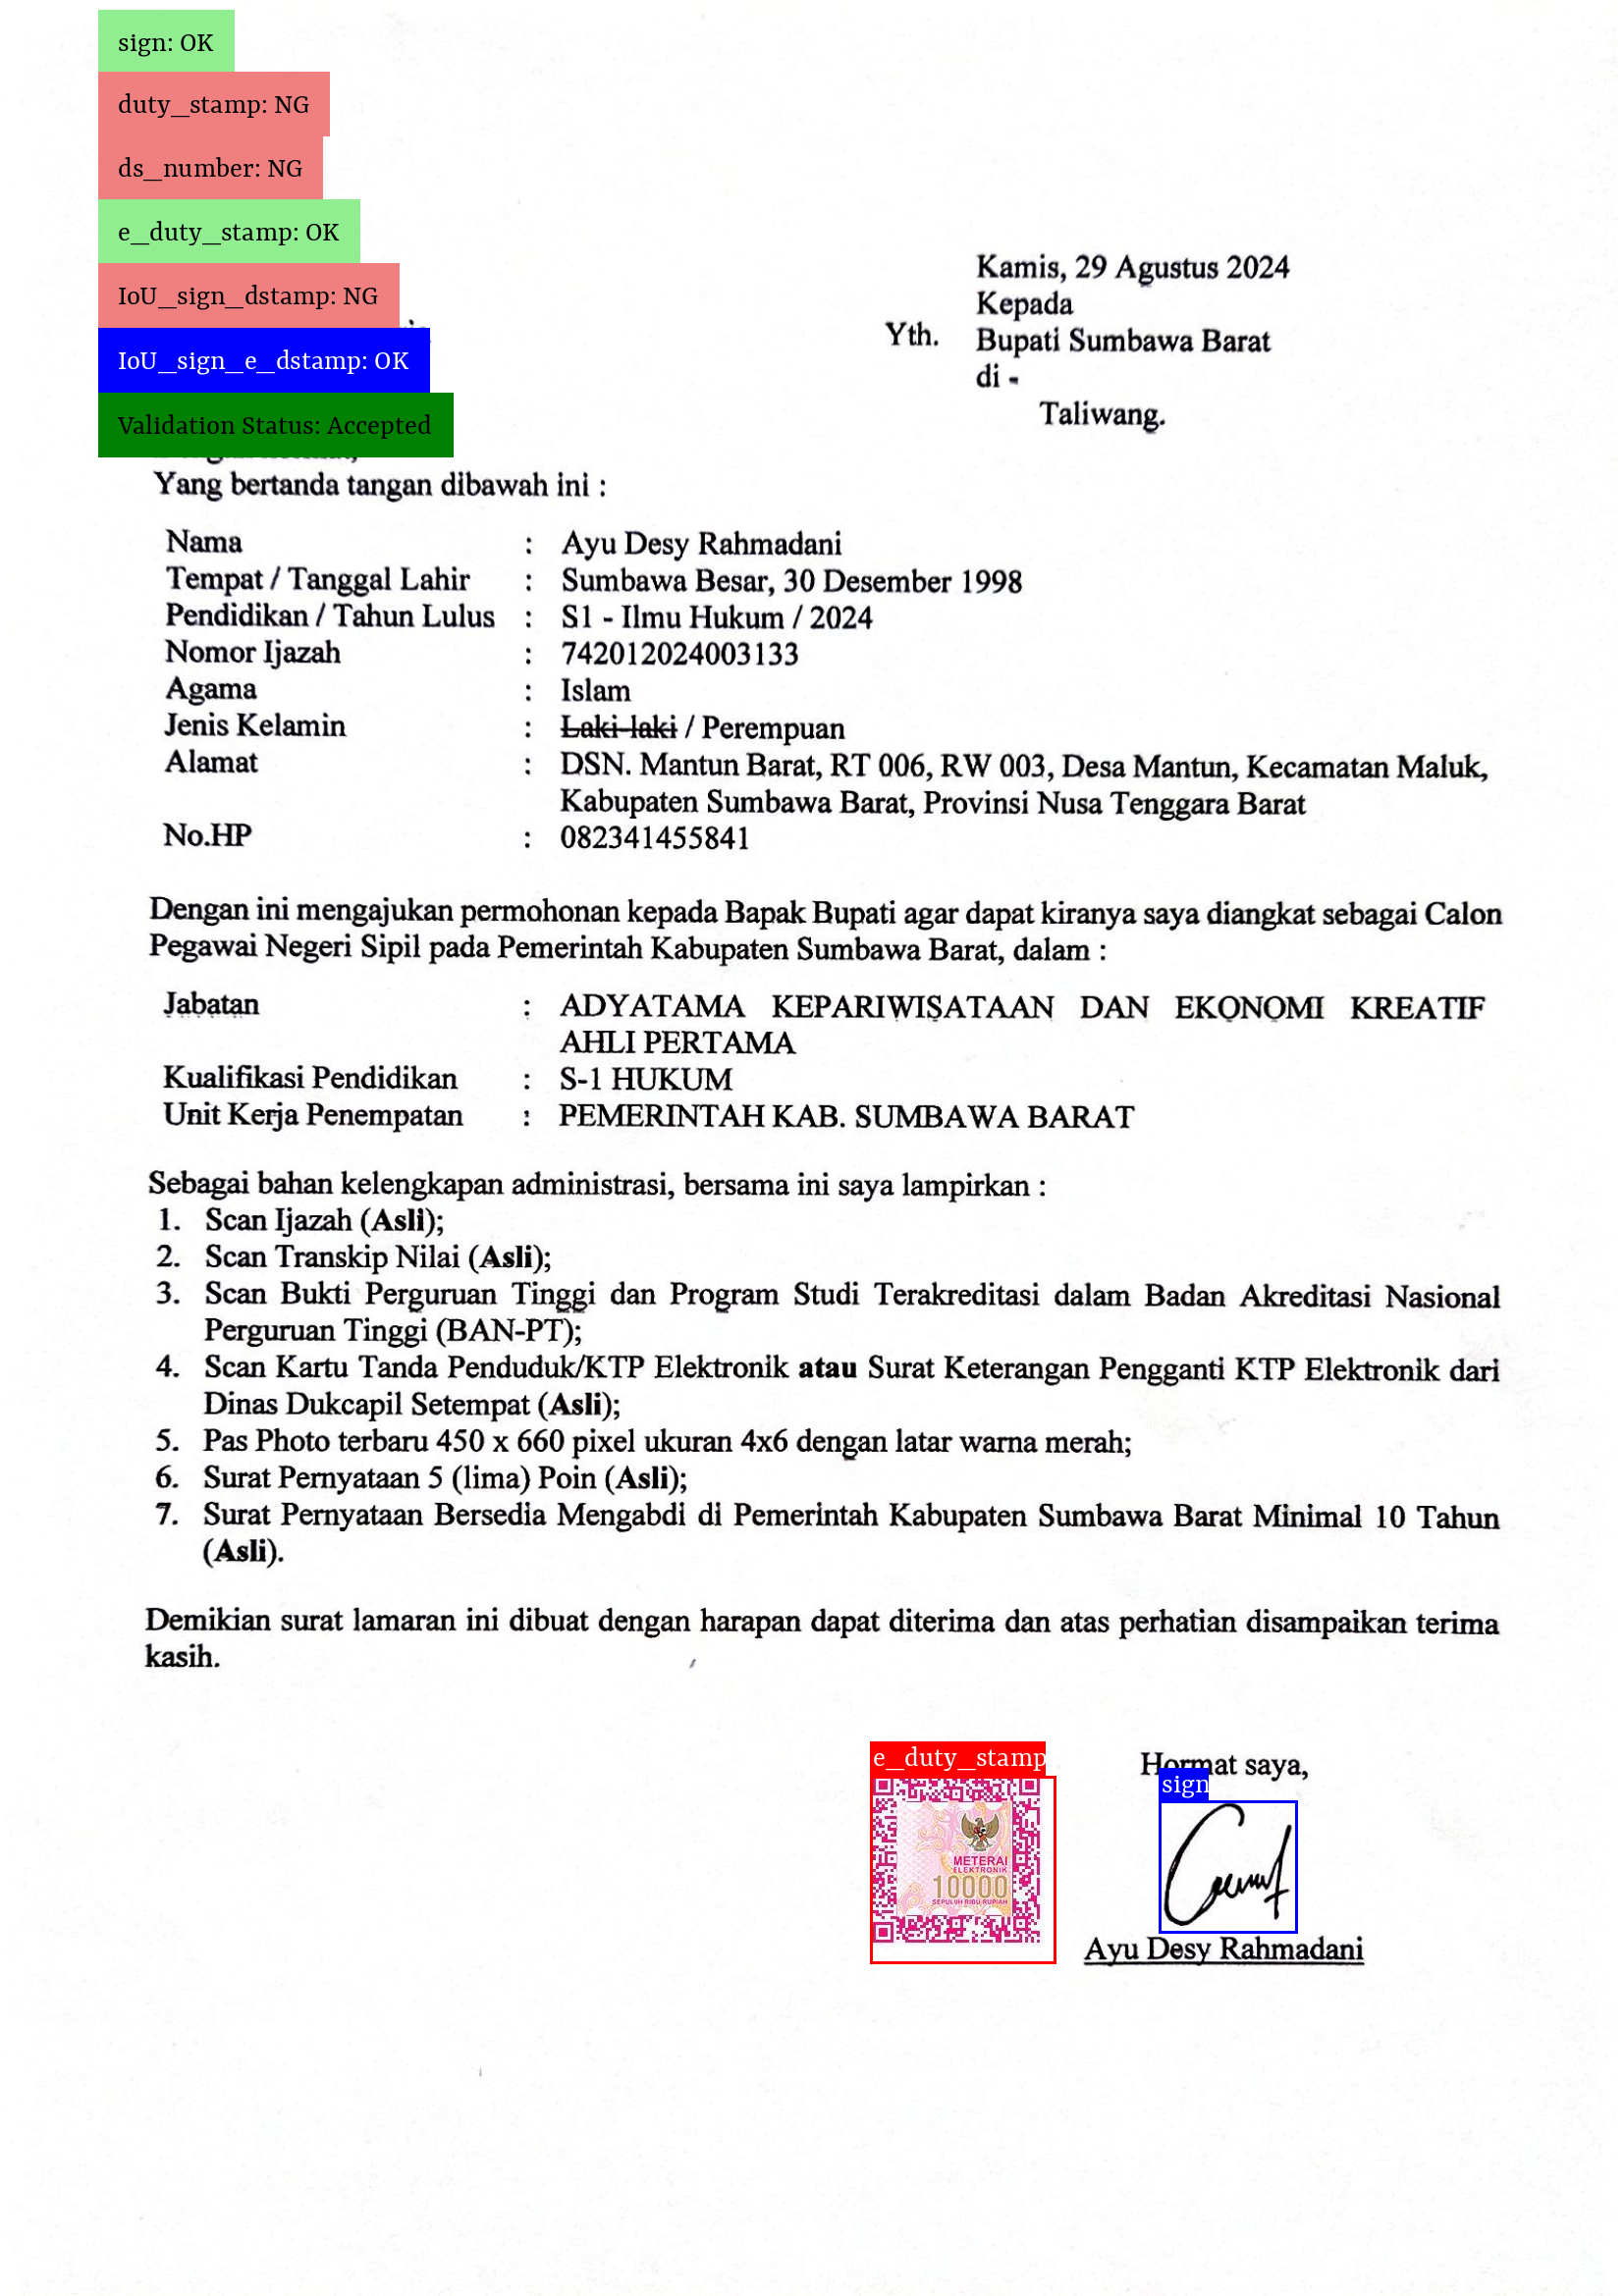 sign: OK
duty_stamp: NG
ds_number: NG
e_duty_stamp: OK
IoU_sign_dstamp: NG
IoU_sign_e_dstamp: OK
Validation Status: Accepted
Kamis, 29 Agustus 2024
Kepada
Yth. Bupati Sumbawa Barat
di -
Taliwang.
Yang bertanda tangan dibawah ini :
Nama : Ayu Desy Rahmadani
Tempat / Tanggal Lahir : Sumbawa Besar, 30 Desember 1998
Pendidikan / Tahun Lulus : S1 - Ilmu Hukum / 2024
Nomor Ijazah : 742012024003133
Agama : Islam
Jenis Kelamin : Laki-laki / Perempuan
Alamat : DSN. Mantun Barat, RT 006, RW 003, Desa Mantun, Kecamatan Maluk,
Kabupaten Sumbawa Barat, Provinsi Nusa Tenggara Barat
No.HP : 082341455841
Dengan ini mengajukan permohonan kepada Bapak Bupati agar dapat kiranya saya diangkat sebagai Calon
Pegawai Negeri Sipil pada Pemerintah Kabupaten Sumbawa Barat, dalam :
Jabatan : ADYATAMA KEPARIWISATAAN DAN EKONOMI KREATIF
AHLI PERTAMA
Kualifikasi Pendidikan : S-1 HUKUM
Unit Kerja Penempatan : PEMERINTAH KAB. SUMBAWA BARAT
Sebagai bahan kelengkapan administrasi, bersama ini saya lampirkan :
1. Scan Ijazah (Asli);
2. Scan Transkip Nilai (Asli);
3. Scan Bukti Perguruan Tinggi dan Program Studi Terakreditasi dalam Badan Akreditasi Nasional
Perguruan Tinggi (BAN-PT);
4. Scan Kartu Tanda Penduduk/KTP Elektronik atau Surat Keterangan Pengganti KTP Elektronik dari
Dinas Dukcapil Setempat (Asli);
5. Pas Photo terbaru 450 x 660 pixel ukuran 4x6 dengan latar warna merah;
6. Surat Pernyataan 5 (lima) Poin (Asli);
7. Surat Pernyataan Bersedia Mengabdi di Pemerintah Kabupaten Sumbawa Barat Minimal 10 Tahun
(Asli).
Demikian surat lamaran ini dibuat dengan harapan dapat diterima dan atas perhatian disampaikan terima
kasih.
e_duty_stamp
METERAI
ELEKTRONIK
10000
SEPULUH RIBU RUPIAH
Hormat saya,
sign
Ayu Desy Rahmadani